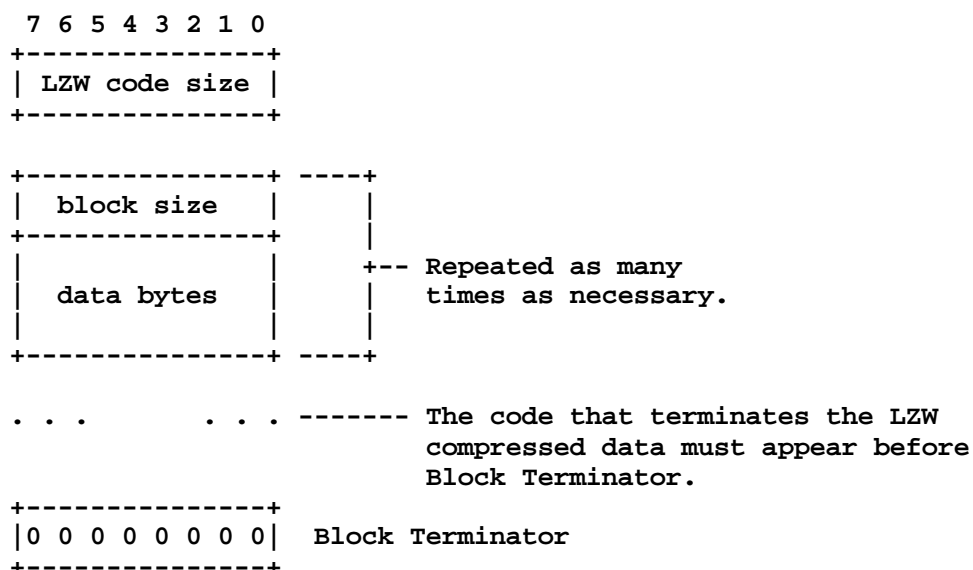 7 6 5 4 3 2 1 0
+---------------+
| LZW code size |
+---------------+
+---------------+ ----+
|  block size   |     |
+---------------+     |
|               |     +-- Repeated as many
|  data bytes   |     |   times as necessary.
|               |     |
+---------------+ ----+
. . .       . . . ------- The code that terminates the LZW
compressed data must appear before
Block Terminator.
+---------------+
|0 0 0 0 0 0 0 0|  Block Terminator
+---------------+